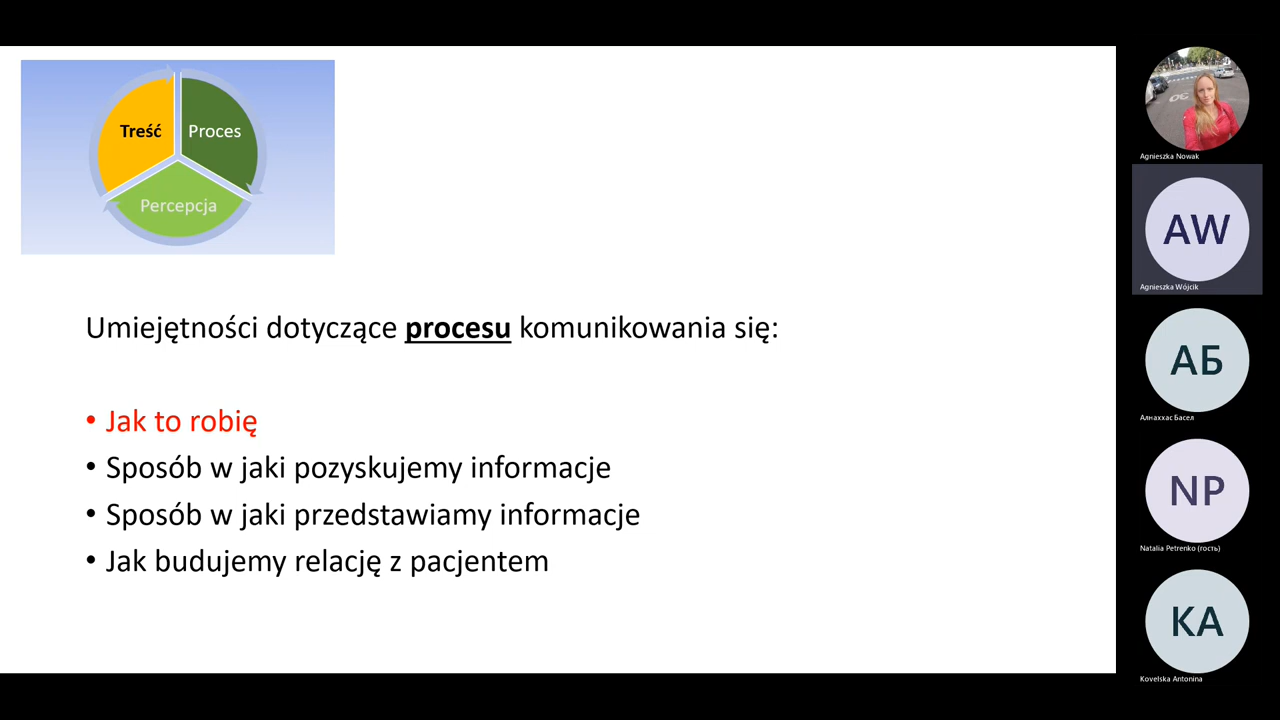 Treść
Proces
Percepcja
Umiejętności dotyczące procesu komunikowania się:
• Jak to robię
• Sposób w jaki pozyskujemy informacje
• Sposób w jaki przedstawiamy informacje
• Jak budujemy relację z pacjentem
Agnieszka Nowak
AW
Agnieszka Wójcik
АБ
Алнаххас Басел
NP
Natalia Petrenko (гость)
KA
Kovelska Antonina